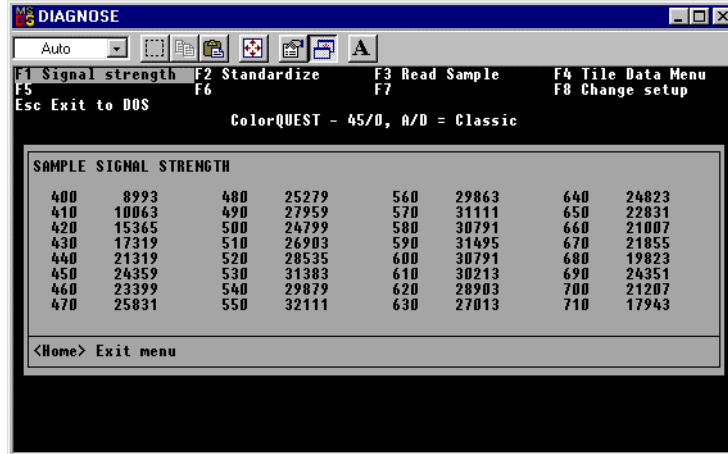 DIAGNOSE
Auto A
F1 Signal strength F2 Standardize F3 Read Sample F4 Tile Data Menu
F5 F6 F7 F8 Change setup
Esc Exit to DOS
ColorQUEST - 45/0, A/D = Classic
SAMPLE SIGNAL STRENGTH
400 8993 480 25279 560 29863 640 24823
410 10063 490 27959 570 31111 650 22831
420 15365 500 24799 580 30791 660 21007
430 17319 510 26903 590 31495 670 21855
440 21319 520 28535 600 30791 680 19823
450 24359 530 31383 610 30213 690 24351
460 23399 540 29879 620 28903 700 21207
470 25831 550 32111 630 27013 710 17943
<Home> Exit menu